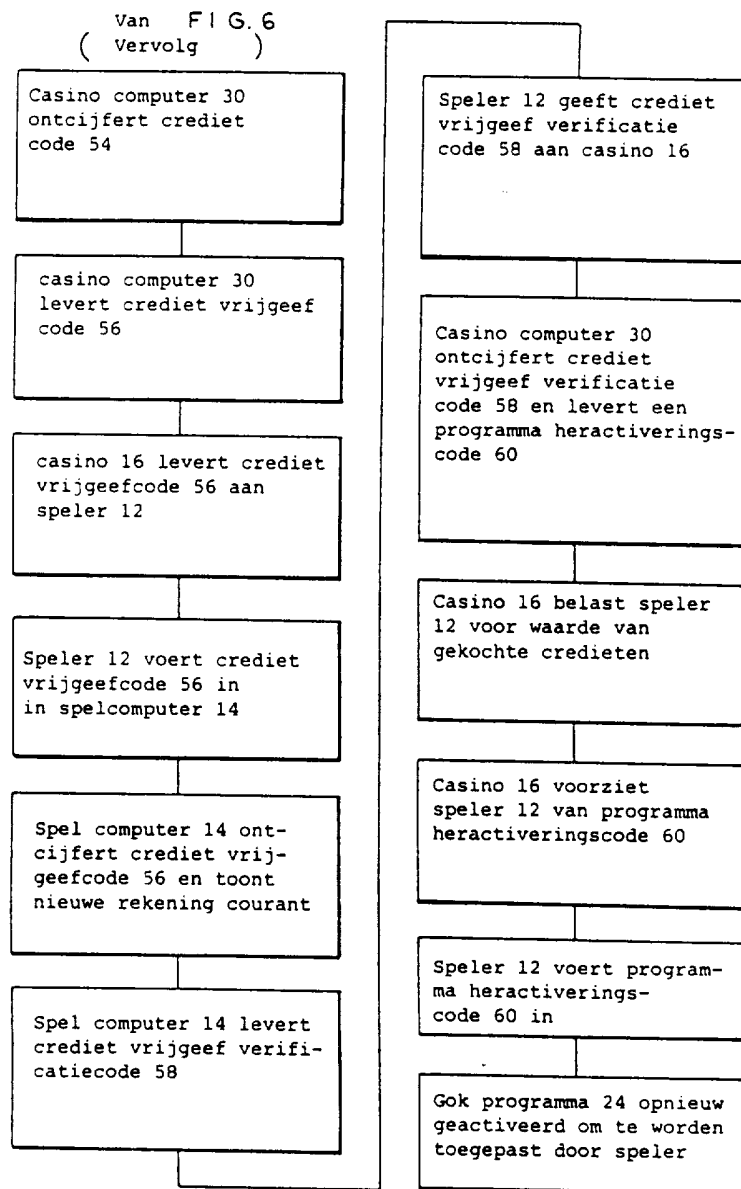 Van FIG.6
( Vervolg )
Casino computer 30
ontcijfert crediet
code 54
casino computer 30
levert crediet vrijgeef
code 56
casino 16 levert crediet
vrijgeefcode 56 aan
speler 12
Speler 12 voert crediet
vrijgeefcode 56 in
in spelcomputer 14
Spel computer 14 ont-
cijfert crediet vrij-
geefcode 56 en toont
nieuwe rekening courant
Spel computer 14 levert
crediet vrijgeef verifi-
catiecode 58
Speler 12 geeft crediet
vrijgeef verificatie
code 58 aan casino 16
Casino computer 30
ontcijfert crediet
vrijgeef verificatie
code 58 en levert een
programma heractiverings-
code 60
Casino 16 belast speler
12 voor waarde van
gekochte credieten
Casino 16 voorziet
speler 12 van programma
heractiveringscode 60
Speler 12 voert program-
ma heractiverings-
code 60 in
Gok programma 24 opnieuw
geactiveerd om te worden
toegepast door speler